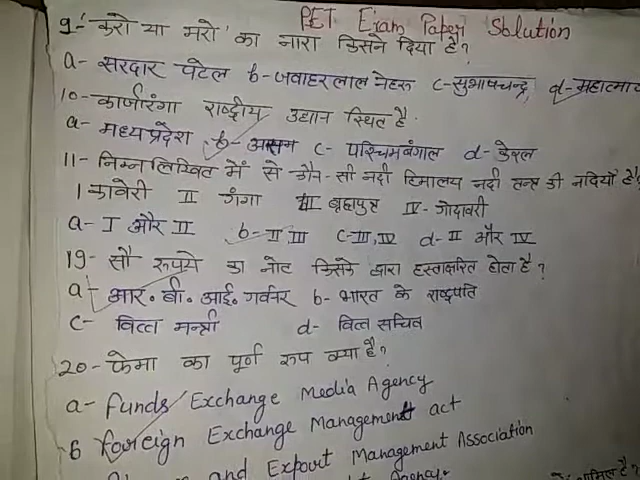 PET Exam Paper Solution
9- 'करो या मरो' का नारा किसने दिया है?
a- सरदार पटेल b- जवाहरलाल नेहरू c- सुभाषचन्द्र, d- महात्मा
10- काजीरंगा राष्ट्रीय उद्यान स्थित है.
a- मध्यप्रदेश b- असम c- पश्चिमबंगाल d- केरल
11- निम्नलिखित में से कौन-सी नदी हिमालय नदी तन्त्र की नदियाँ है?
I कावेरी II गंगा III ब्रह्मपुत्र IV- गोदावरी
a- I और II b- II III c- III, IV d- II और IV
19- सौ रूपये का नोट किसके द्वारा हस्ताक्षरित होता है?
a- आर. बी. आई. गर्वनर b- भारत के राष्ट्रपति
c- वित्त मन्त्री d- वित्त सचिव
20- फेमा का पूर्ण रूप क्या है?
a- Funds Exchange Media Agency
b Foreign Exchange Management act
and Export Management Association